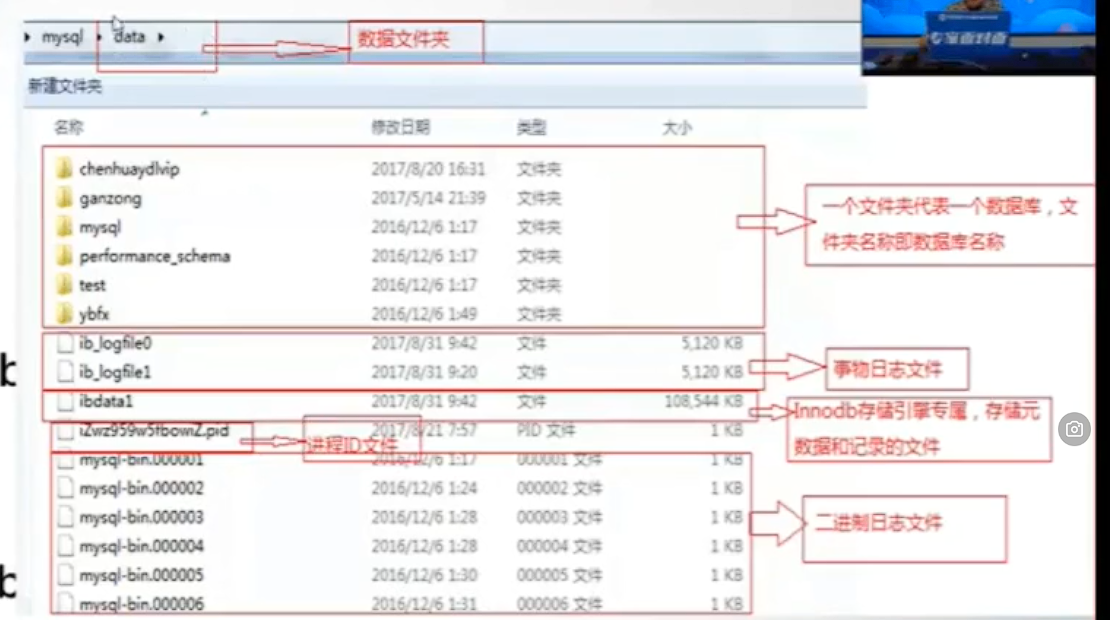 mysql data 数据文件夹
新建文件夹
名称 修改日期 类型 大小
chenhuaydlvip 2017/8/20 16:31 文件夹
ganzong 2017/5/14 21:39 文件夹
mysql 2016/12/6 1:17 文件夹
performance_schema 2016/12/6 1:17 文件夹
test 2016/12/6 1:17 文件夹
ybfx 2016/12/6 1:49 文件夹
一个文件夹代表一个数据库，文
件夹名称即数据库名称
ib_logfile0 2017/8/31 9:42 文件 5,120 KB
ib_logfile1 2017/8/31 9:20 文件 5,120 KB
事物日志文件
ibdata1 2017/8/31 9:42 文件 108,544 KB
Innodb存储引擎专属，存储元
数据和记录的文件
iZwz959w5fbowiZ.pid 2017/8/21 7:57 PID 文件 1 KB
进程ID文件
mysql-bin.000001 2016/12/6 1:17 000001 文件 1 KB
mysql-bin.000002 2016/12/6 1:24 000002 文件 1 KB
mysql-bin.000003 2016/12/6 1:28 000003 文件 1 KB
mysql-bin.000004 2016/12/6 1:28 000004 文件 1 KB
mysql-bin.000005 2016/12/6 1:30 000005 文件 1 KB
mysql-bin.000006 2016/12/6 1:31 000006 文件 1 KB
二进制日志文件
b
b
专家面对面